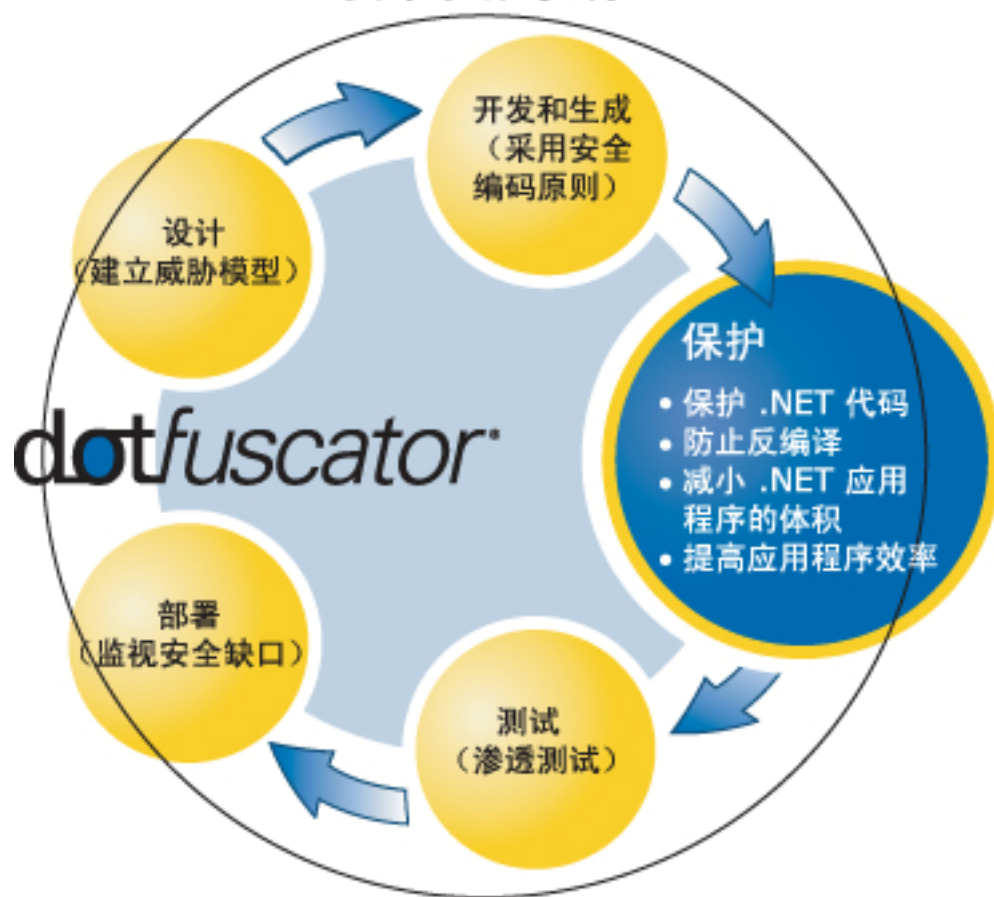 开发和生成
（采用安全
编码原则）
设计
（建立威胁模型）
保护
• 保护 .NET 代码
• 防止反编译
• 减小 .NET 应用
程序的体积
• 提高应用程序效率
dotfuscator
部署
（监视安全缺口）
测试
（渗透测试）